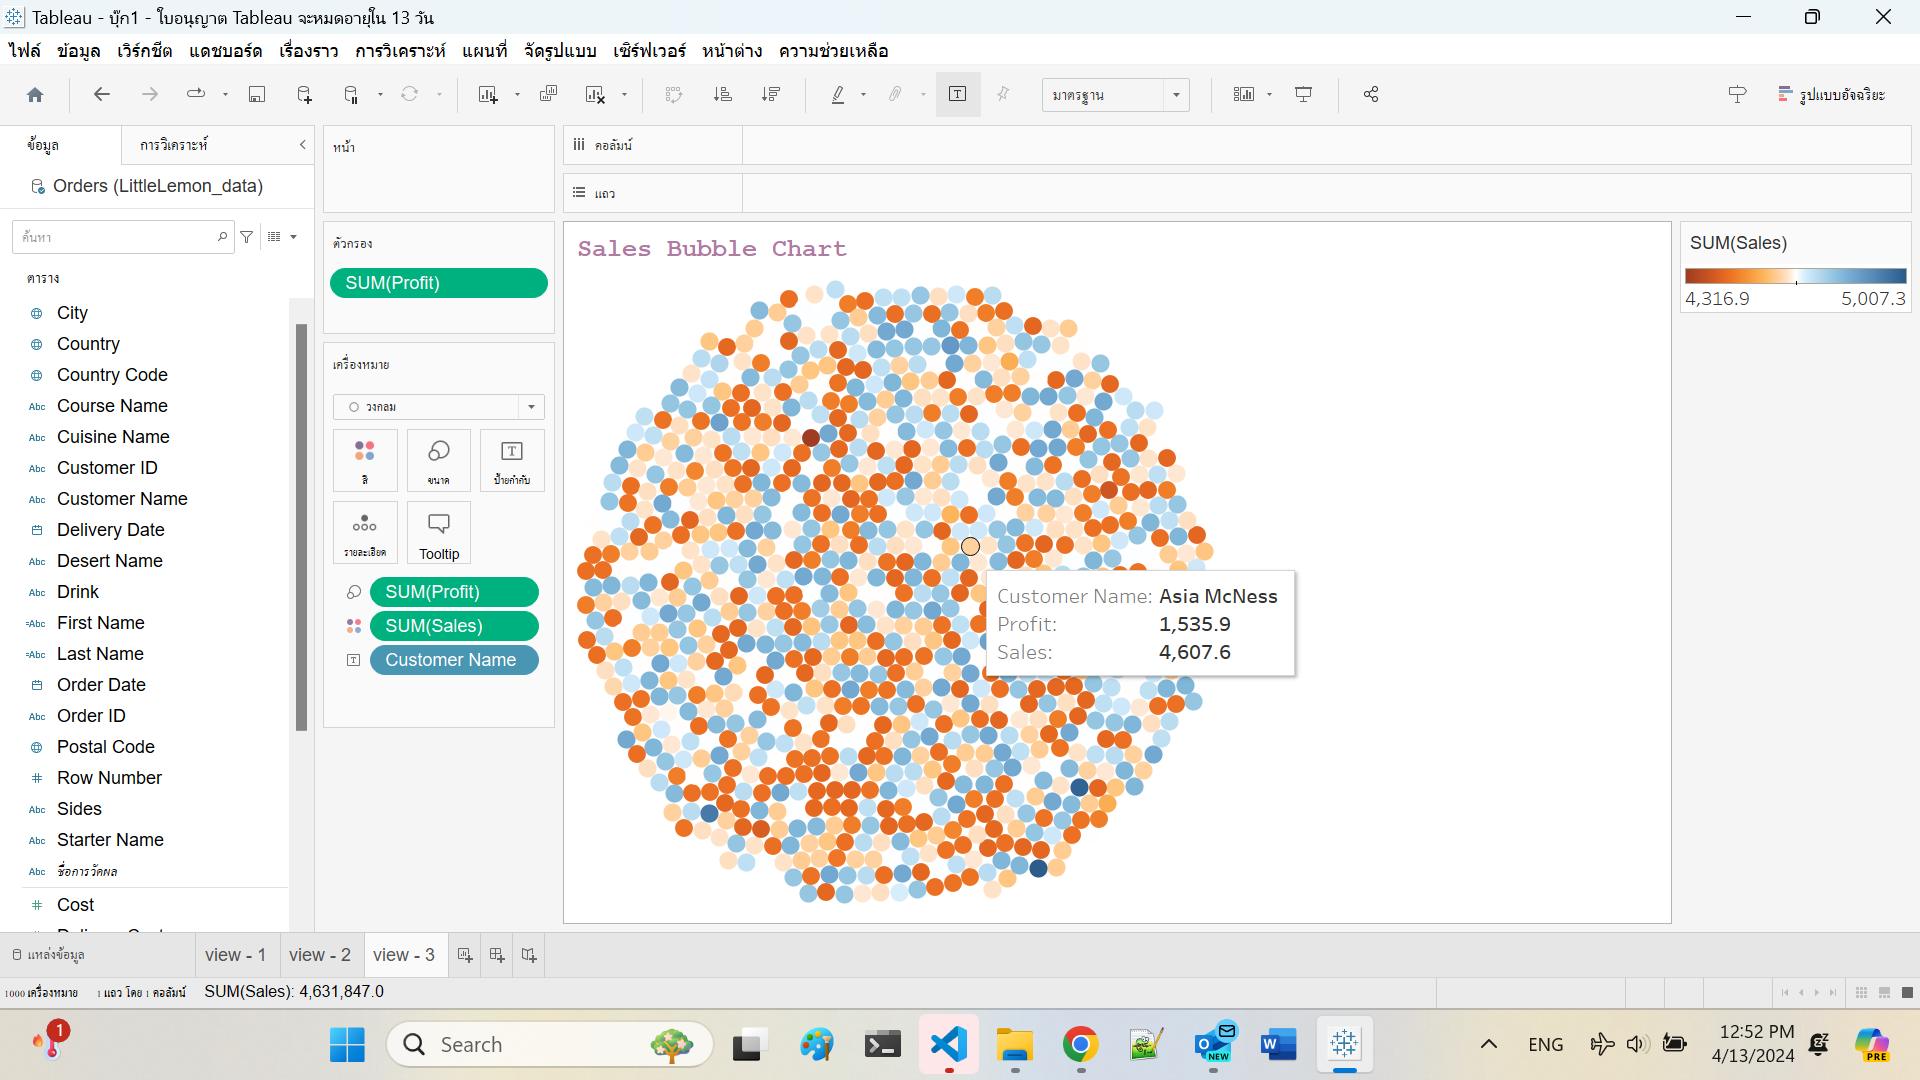 Tableau - บุ๊ก1 - ใบอนุญาต Tableau จะหมดอายุใน 13 วัน
ไฟล์ ข้อมูล เวิร์กชีต แดชบอร์ด เรื่องราว การวิเคราะห์ แผนที่ จัดรูปแบบ เซิร์ฟเวอร์ หน้าต่าง ความช่วยเหลือ
มาตรฐาน
รูปแบบอัจฉริยะ
ข้อมูล การวิเคราะห์
Orders (LittleLemon_data)
ค้นหา
ตาราง
City
Country
Country Code
Abc Course Name
Abc Cuisine Name
Abc Customer ID
Abc Customer Name
Delivery Date
Abc Desert Name
Abc Drink
=Abc First Name
=Abc Last Name
Order Date
Abc Order ID
Postal Code
# Row Number
Abc Sides
Abc Starter Name
Abc ชื่อการวัดผล
# Cost
หน้า
ตัวกรอง
SUM(Profit)
เครื่องหมาย
วงกลม
สี
ขนาด
ป้ายกำกับ
รายละเอียด
Tooltip
SUM(Profit)
SUM(Sales)
Customer Name
คอลัมน์
แถว
Sales Bubble Chart
Customer Name: Asia McNess
Profit: 1,535.9
Sales: 4,607.6
SUM(Sales)
4,316.9 5,007.3
แหล่งข้อมูล view - 1 view - 2 view - 3
1000 เครื่องหมาย 1 แถว โดย 1 คอลัมน์ SUM(Sales): 4,631,847.0
1
Search
NEW
ENG
12:52 PM
4/13/2024
PRE